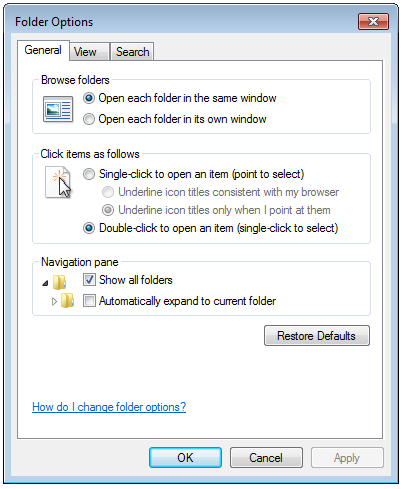 Folder Options
General View Search
Browse folders
Open each folder in the same window
Open each folder in its own window
Click items as follows
Single-click to open an item (point to select)
Underline icon titles consistent with my browser
Underline icon titles only when I point at them
Double-click to open an item (single-click to select)
Navigation pane
Show all folders
Automatically expand to current folder
Restore Defaults
How do I change folder options?
OK Cancel Apply